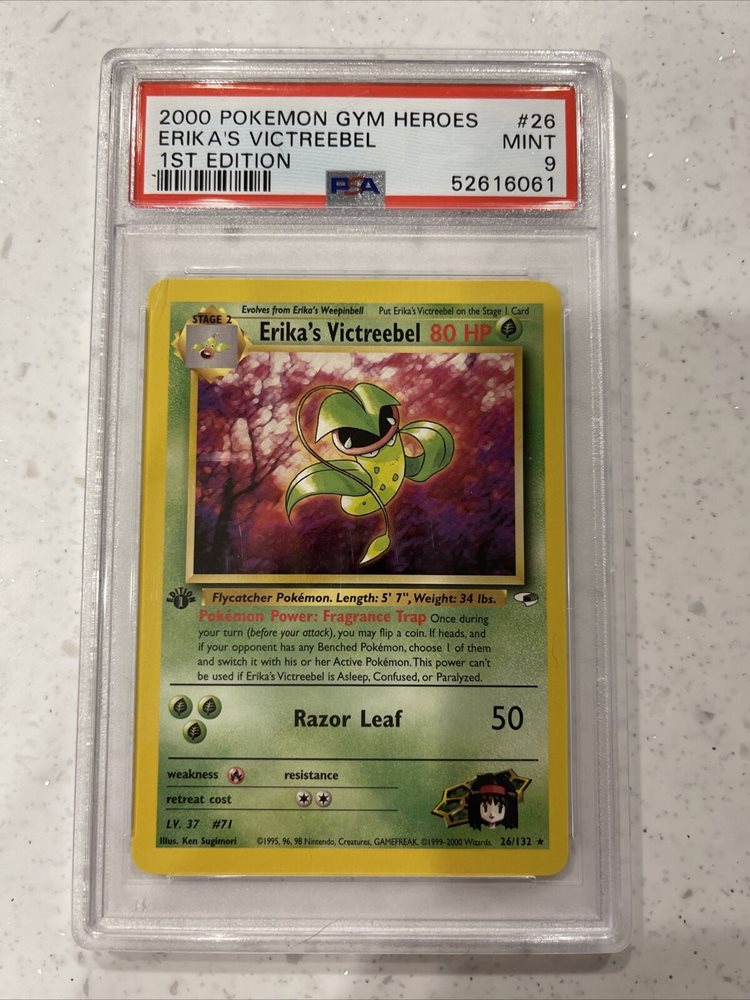 2000 POKEMON GYM HEROES #26
ERIKA'S VICTREEBEL MINT
1ST EDITION 9
PSA 52616061
Evolves from Erika's Weepinbell Put Erika's Victreebel on the Stage 1 Card
STAGE 2
Erika's Victreebel 80 HP
EDITION 1
Flycatcher Pokémon. Length: 5' 7", Weight: 34 lbs.
Pokémon Power: Fragrance Trap Once during
your turn (before your attack), you may flip a coin. If heads, and
if your opponent has any Benched Pokémon, choose 1 of them
and switch it with his or her Active Pokémon. This power can't
be used if Erika's Victreebel is Asleep, Confused, or Paralyzed.
Razor Leaf 50
weakness resistance
retreat cost
LV. 37 #71
Illus. Ken Sugimori ©1995, 96, 98 Nintendo, Creatures, GAMEFREAK. ©1999-2000 Wizards. 26/132 ★